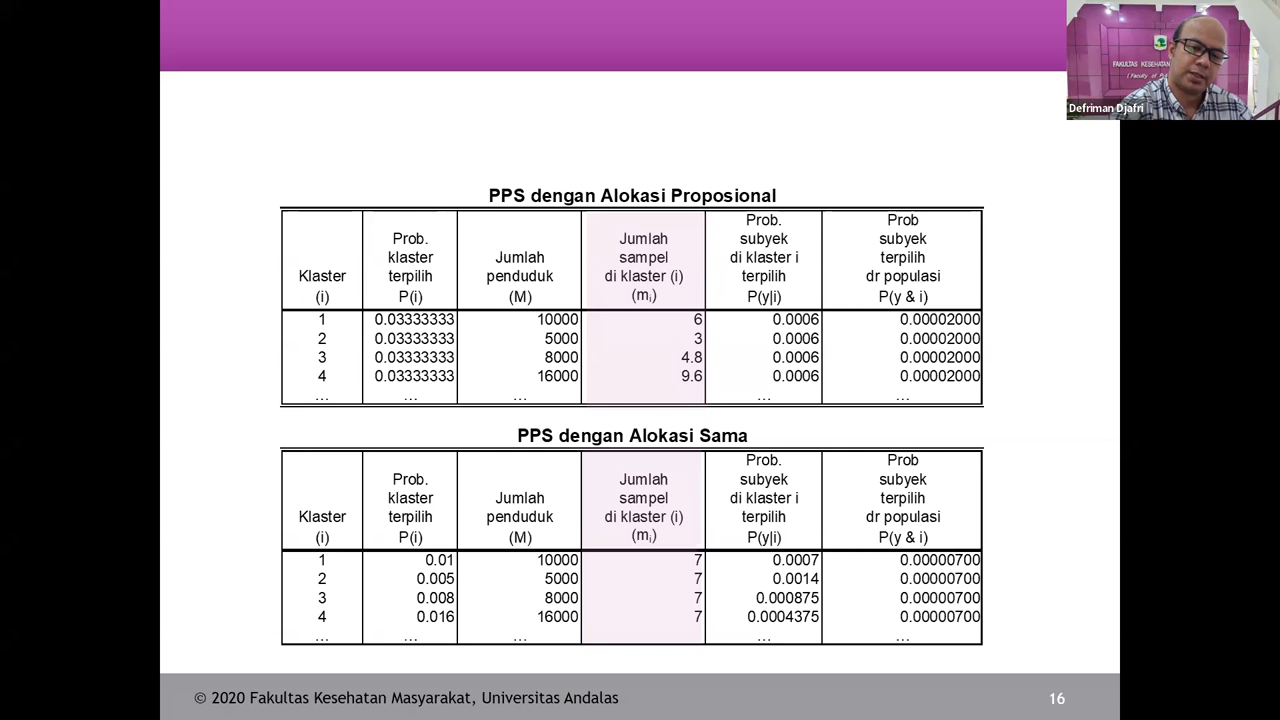 FAKULTAS KESEHATAN
(Faculty of P
Defriman Djafri
PPS dengan Alokasi Proposional
Klaster (i) Prob. klaster terpilih P(i) Jumlah penduduk (M) Jumlah sampel di klaster (i) (mi) Prob. subyek di klaster i terpilih P(y|i) Prob subyek terpilih dr populasi P(y & i)
1 0.03333333 10000 6 0.0006 0.00002000
2 0.03333333 5000 3 0.0006 0.00002000
3 0.03333333 8000 4.8 0.0006 0.00002000
4 0.03333333 16000 9.6 0.0006 0.00002000
... ... ... ... ...
PPS dengan Alokasi Sama
Klaster (i) Prob. klaster terpilih P(i) Jumlah penduduk (M) Jumlah sampel di klaster (i) (mi) Prob. subyek di klaster i terpilih P(y|i) Prob subyek terpilih dr populasi P(y & i)
1 0.01 10000 7 0.0007 0.00000700
2 0.005 5000 7 0.0014 0.00000700
3 0.008 8000 7 0.000875 0.00000700
4 0.016 16000 7 0.0004375 0.00000700
... ... ... ... ...
© 2020 Fakultas Kesehatan Masyarakat, Universitas Andalas
16